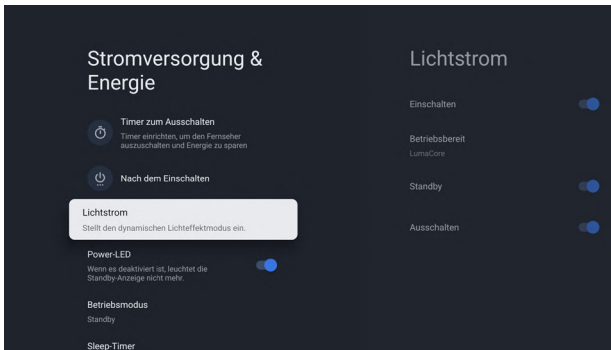 Stromversorgung &
Energie
Timer zum Ausschalten
Timer einrichten, um den Fernseher
auszuschalten und Energie zu sparen
Nach dem Einschalten
Lichtstrom
Stellt den dynamischen Lichteffektmodus ein.
Power-LED
Wenn es deaktiviert ist, leuchtet die
Standby-Anzeige nicht mehr.
Betriebsmodus
Standby
Sleep-Timer
Lichtstrom
Einschalten
Betriebsbereit
LumaCore
Standby
Ausschalten